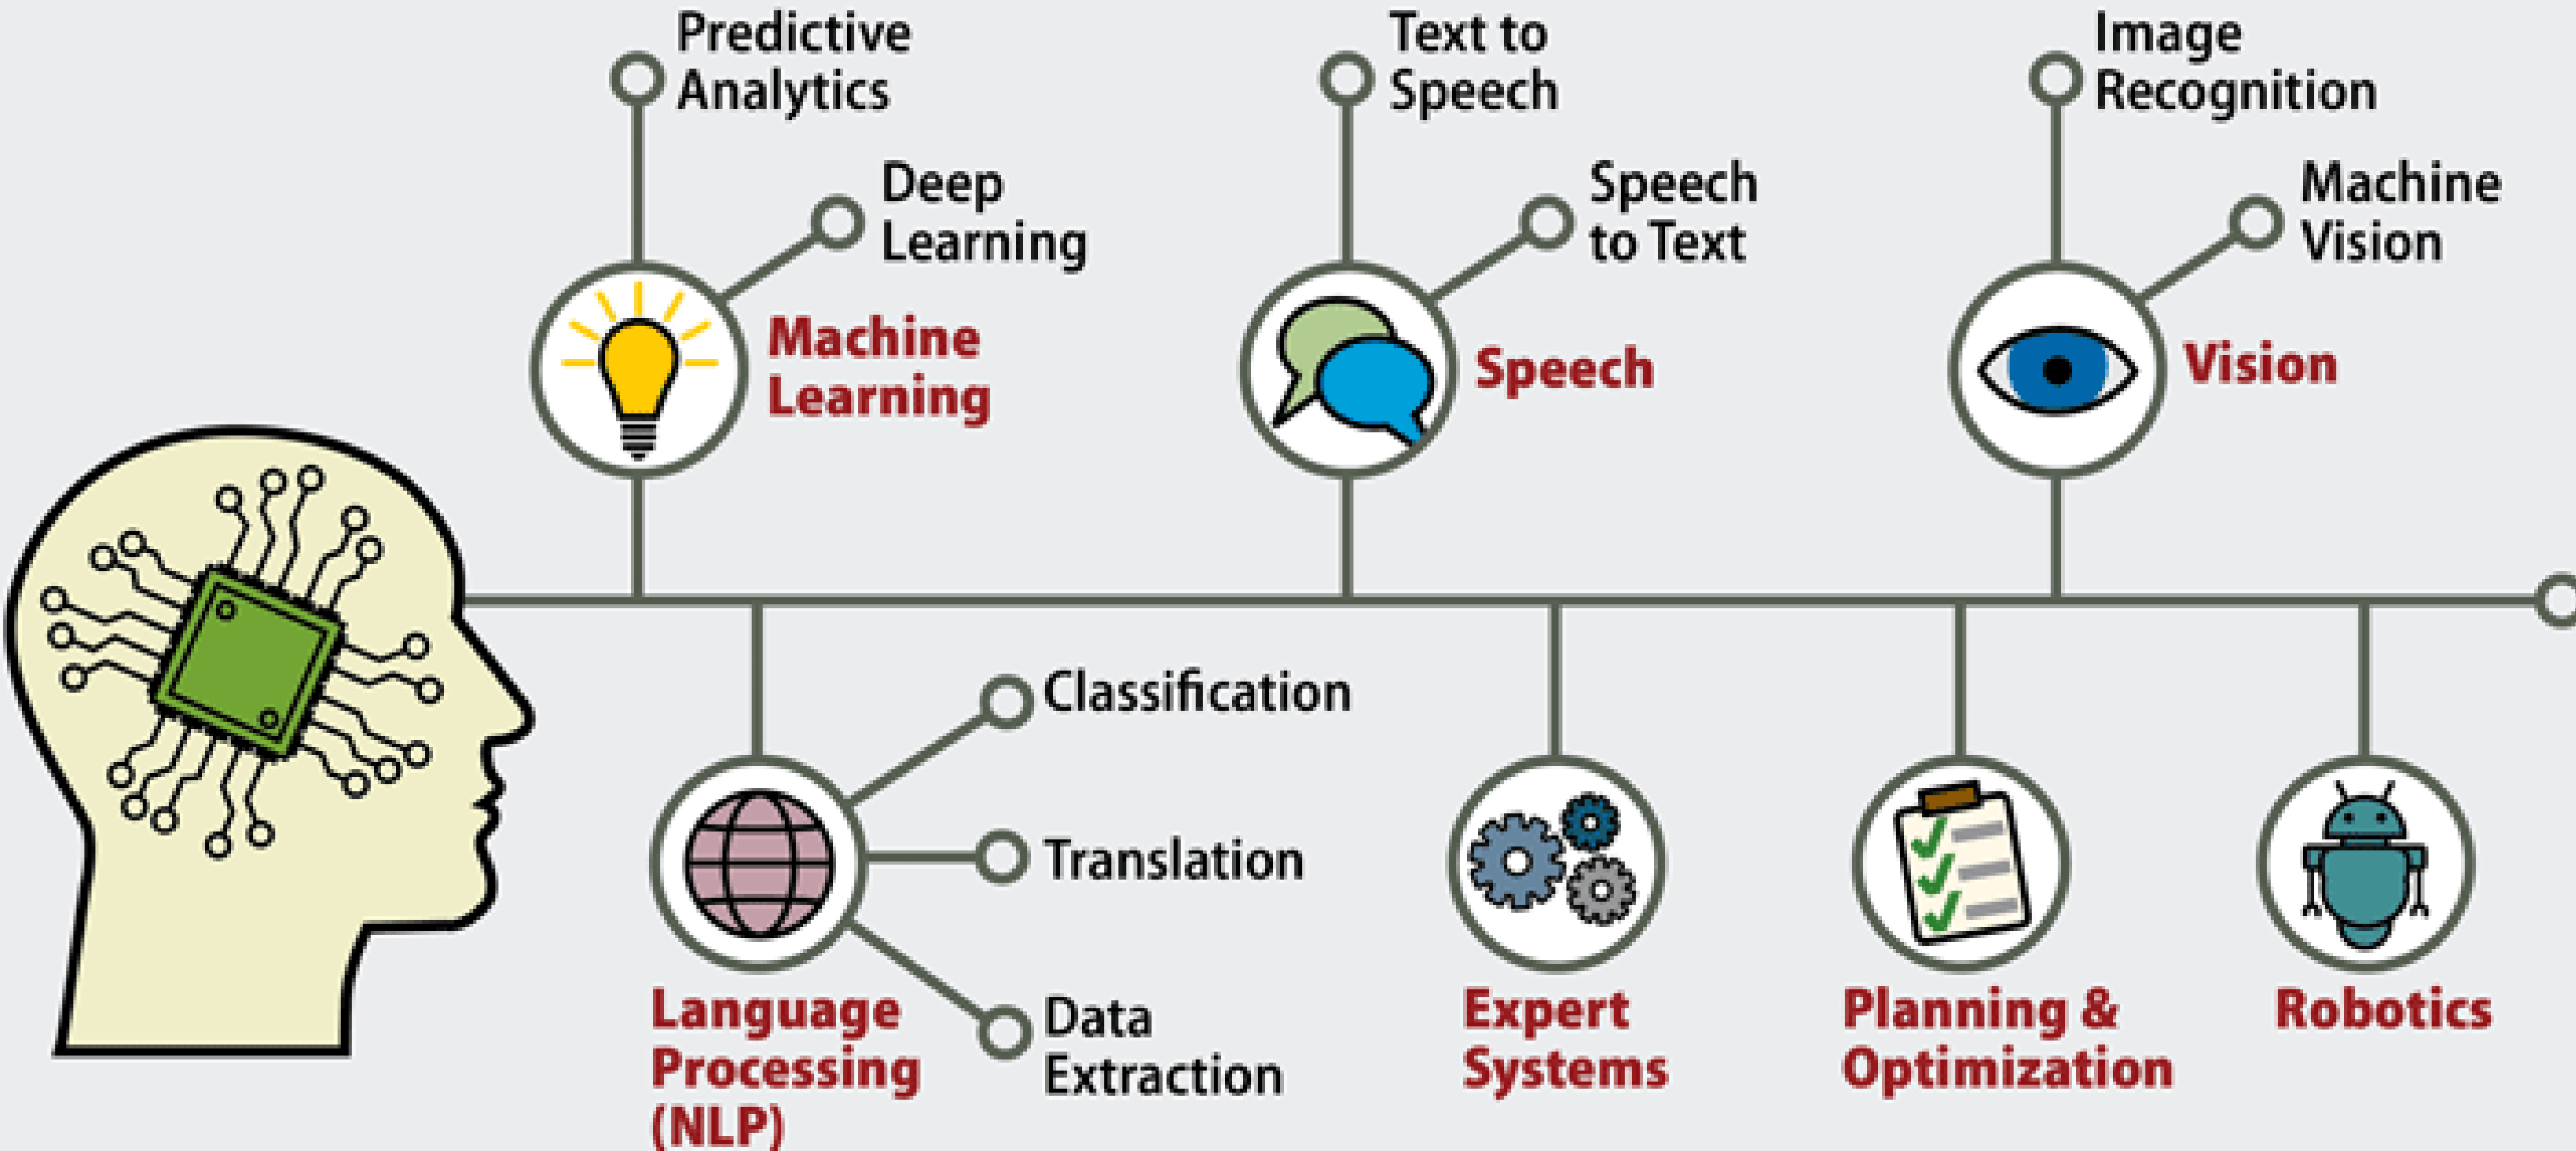 Predictive
Analytics
Deep
Learning
Machine
Learning
Text to
Speech
Speech
to Text
Speech
Image
Recognition
Machine
Vision
Vision
Classification
Translation
Data
Extraction
Language
Processing
(NLP)
Expert
Systems
Planning &
Optimization
Robotics